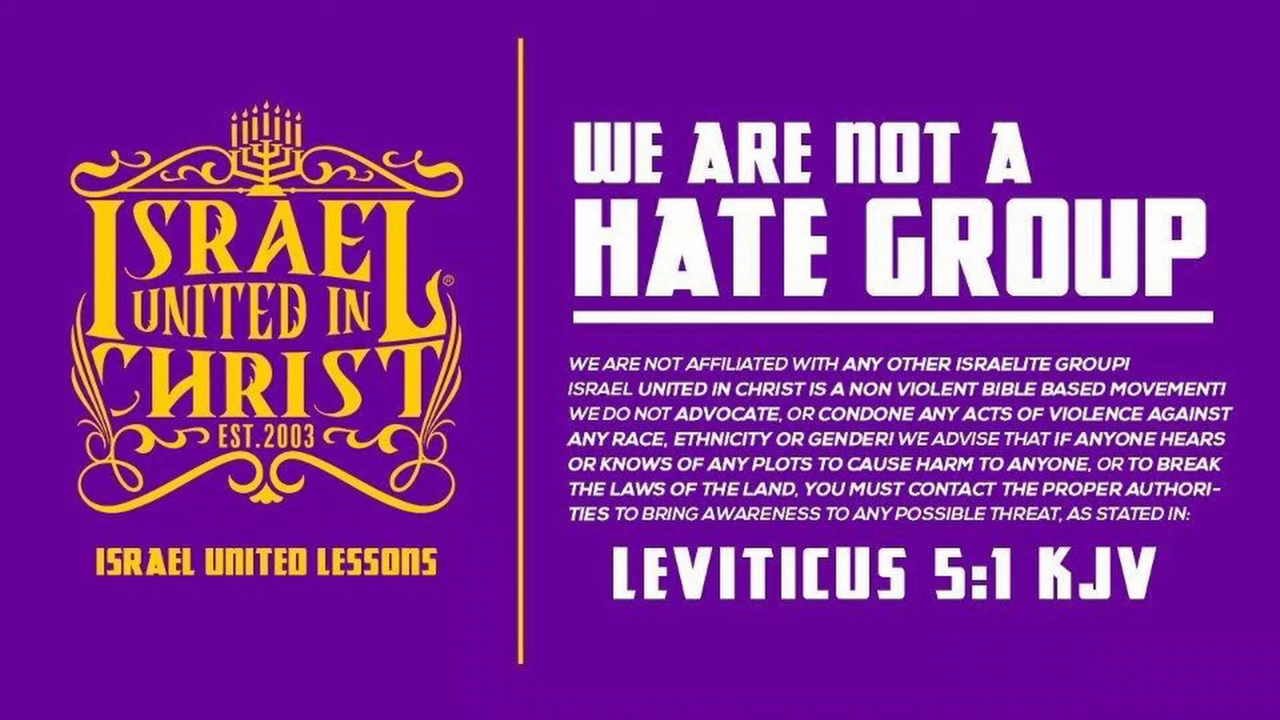 ISRAEL
UNITED IN
CHRIST
EST.2003
ISRAEL UNITED LESSONS
WE ARE NOT A
HATE GROUP
WE ARE NOT AFFILIATED WITH ANY OTHER ISRAELITE GROUP!
ISRAEL UNITED IN CHRIST IS A NON VIOLENT BIBLE BASED MOVEMENT!
WE DO NOT ADVOCATE, OR CONDONE ANY ACTS OF VIOLENCE AGAINST
ANY RACE, ETHNICITY OR GENDER! WE ADVISE THAT IF ANYONE HEARS
OR KNOWS OF ANY PLOTS TO CAUSE HARM TO ANYONE, OR TO BREAK
THE LAWS OF THE LAND, YOU MUST CONTACT THE PROPER AUTHORI-
TIES TO BRING AWARENESS TO ANY POSSIBLE THREAT, AS STATED IN:
LEVITICUS 5:1 KJV